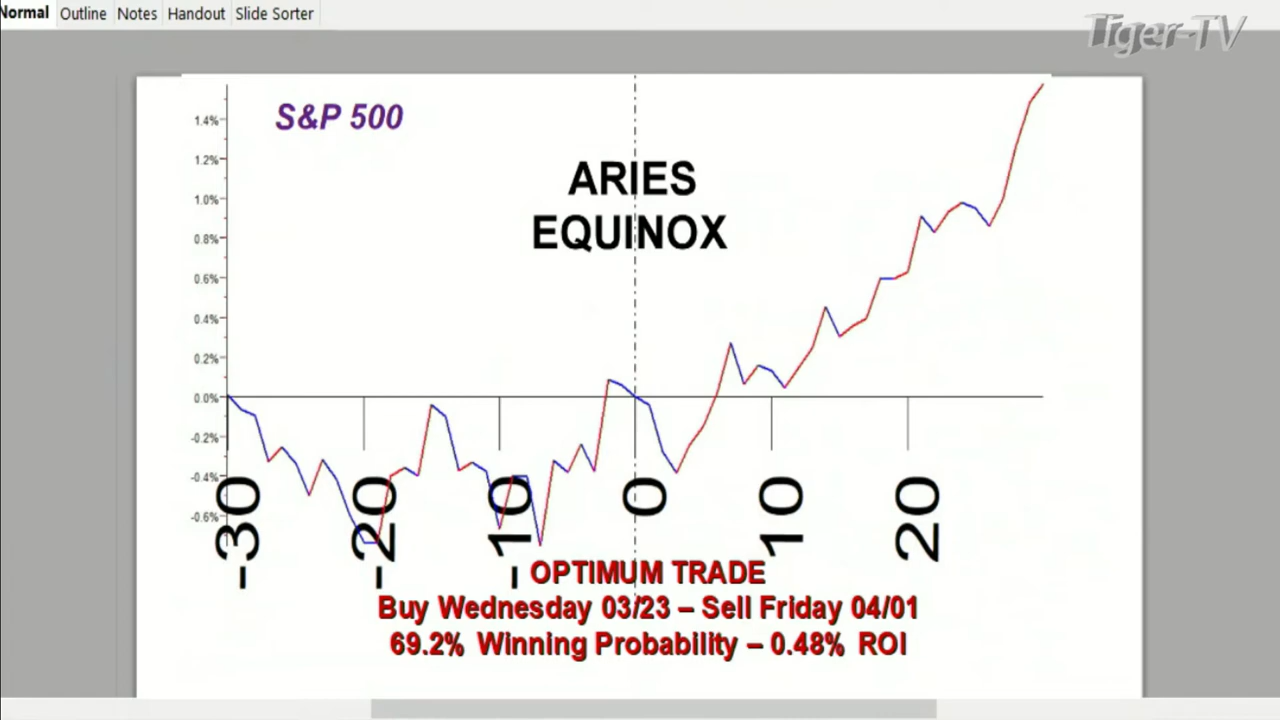 Normal Outline Notes Handout Slide Sorter
Tiger-TV
S&P 500
ARIES
EQUINOX
1.4%
1.2%
1.0%
0.8%
0.6%
0.4%
0.2%
0.0%
-0.2%
-0.4%
-0.6%
-30 -20 -10 0 10 20
OPTIMUM TRADE
Buy Wednesday 03/23 – Sell Friday 04/01
69.2% Winning Probability – 0.48% ROI